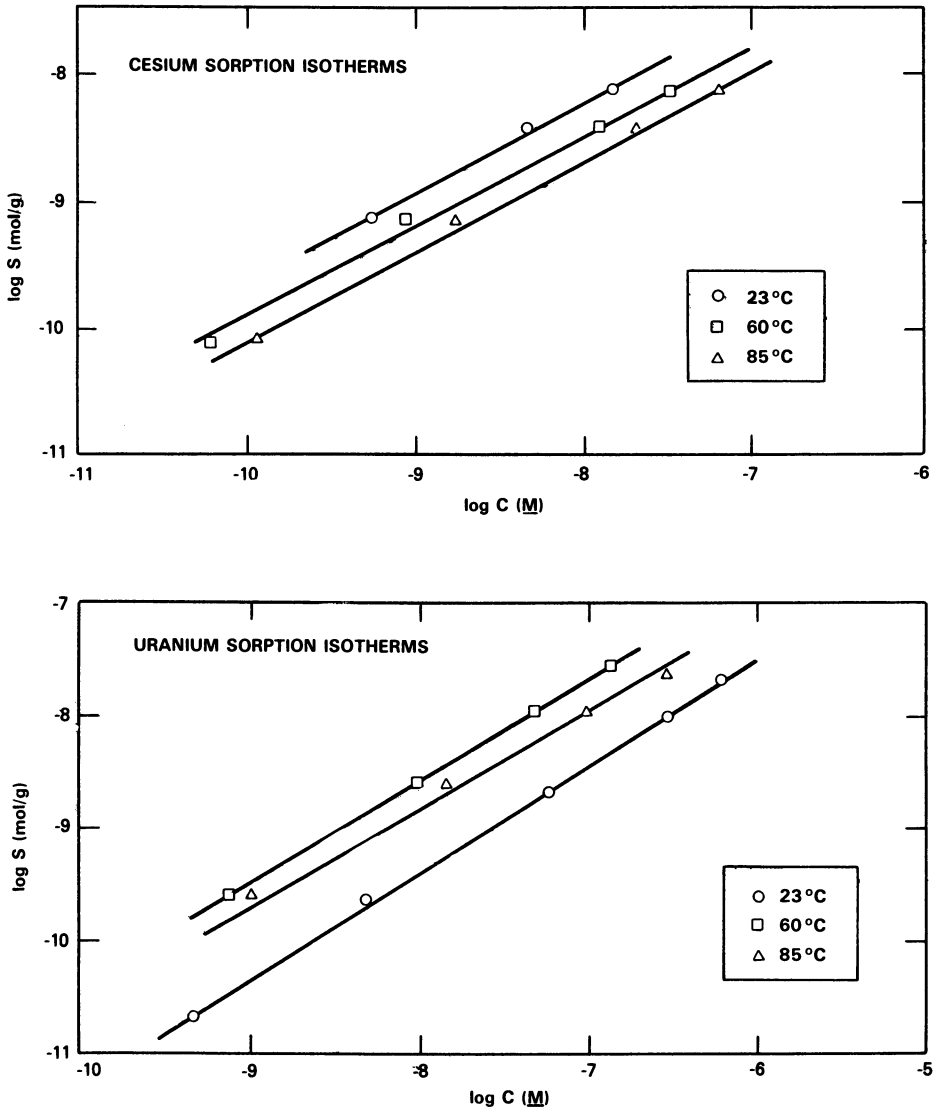 CESIUM SORPTION ISOTHERMS
-8
-9
-10
-11
log S (mol/g)
23°C
60°C
85°C
-11
-10
-9
-8
-7
-6
log C (M)
-7
URANIUM SORPTION ISOTHERMS
-8
-9
-10
-11
log S (mol/g)
23°C
60°C
85°C
-10
-9
-8
-7
-6
-5
log C (M)